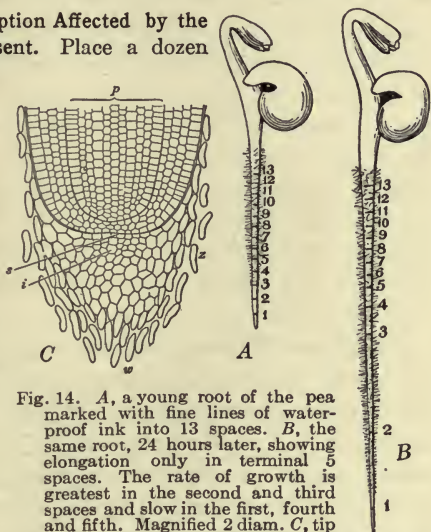 ption Affected by the
sent. Place a dozen
p
s
i
z
w
C
13
12
11
10
9
8
7
6
5
4
3
2
1
A
13
12
11
10
9
8
7
6
5
4
3
2
1
B
Fig. 14. A, a young root of the pea
marked with fine lines of water-
proof ink into 13 spaces. B, the
same root, 24 hours later, showing
elongation only in terminal 5
spaces. The rate of growth is
greatest in the second and third
spaces and slow in the first, fourth
and fifth. Magnified 2 diam. C, tip